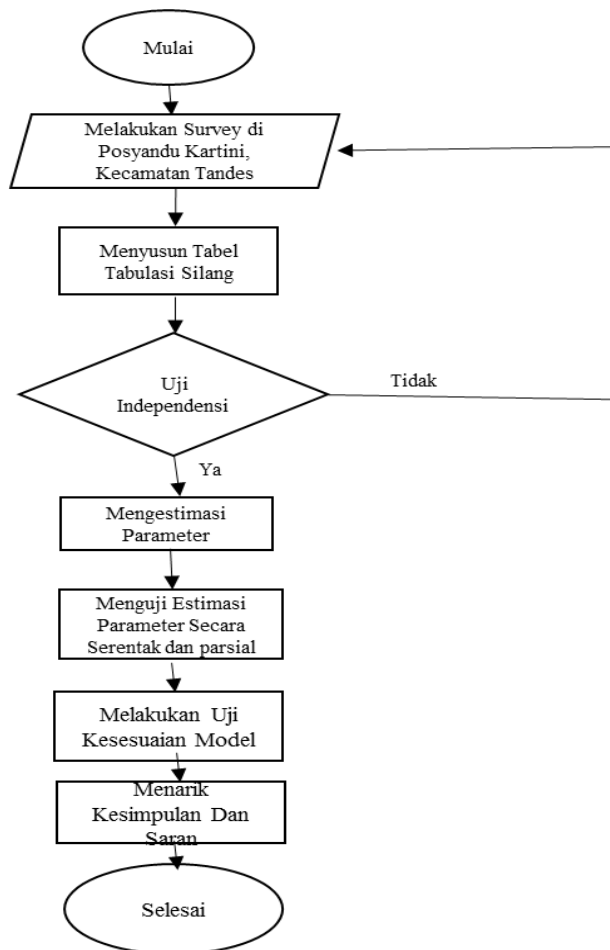 Mulai
Melakukan Survey di
Posyandu Kartini,
Kecamatan Tandes
Menyusun Tabel
Tabulasi Silang
Uji
Independensi
Tidak
Ya
Mengestimasi
Parameter
Menguji Estimasi
Parameter Secara
Serentak dan parsial
Melakukan Uji
Kesesuaian Model
Menarik
Kesimpulan Dan
Saran
Selesai